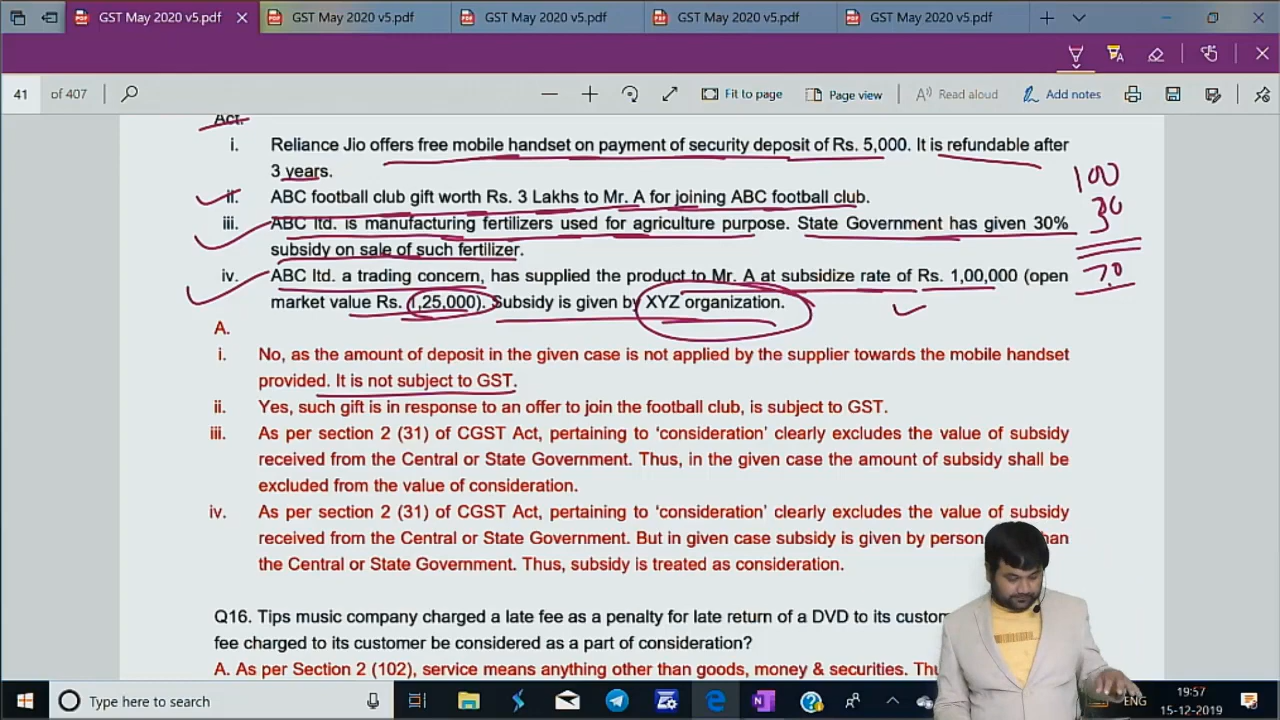 GST May 2020 v5.pdf GST May 2020 v5.pdf GST May 2020 v5.pdf GST May 2020 v5.pdf GST May 2020 v5.pdf
41 of 407 Fit to page Page view Read aloud Add notes
Act.
i. Reliance Jio offers free mobile handset on payment of security deposit of Rs. 5,000. It is refundable after
3 years.
ii. ABC football club gift worth Rs. 3 Lakhs to Mr. A for joining ABC football club.
iii. ABC ltd. is manufacturing fertilizers used for agriculture purpose. State Government has given 30%
subsidy on sale of such fertilizer.
iv. ABC ltd. a trading concern, has supplied the product to Mr. A at subsidize rate of Rs. 1,00,000 (open
market value Rs. 1,25,000). Subsidy is given by XYZ organization.
100
30
70
A.
i. No, as the amount of deposit in the given case is not applied by the supplier towards the mobile handset
provided. It is not subject to GST.
ii. Yes, such gift is in response to an offer to join the football club, is subject to GST.
iii. As per section 2 (31) of CGST Act, pertaining to ‘consideration’ clearly excludes the value of subsidy
received from the Central or State Government. Thus, in the given case the amount of subsidy shall be
excluded from the value of consideration.
iv. As per section 2 (31) of CGST Act, pertaining to ‘consideration’ clearly excludes the value of subsidy
received from the Central or State Government. But in given case subsidy is given by person
the Central or State Government. Thus, subsidy is treated as consideration.
Q16. Tips music company charged a late fee as a penalty for late return of a DVD to its
fee charged to its customer be considered as a part of consideration?
A. As per Section 2 (102), service means anything other than goods, money & securities.
Type here to search
ENG
19:57
15-12-2019